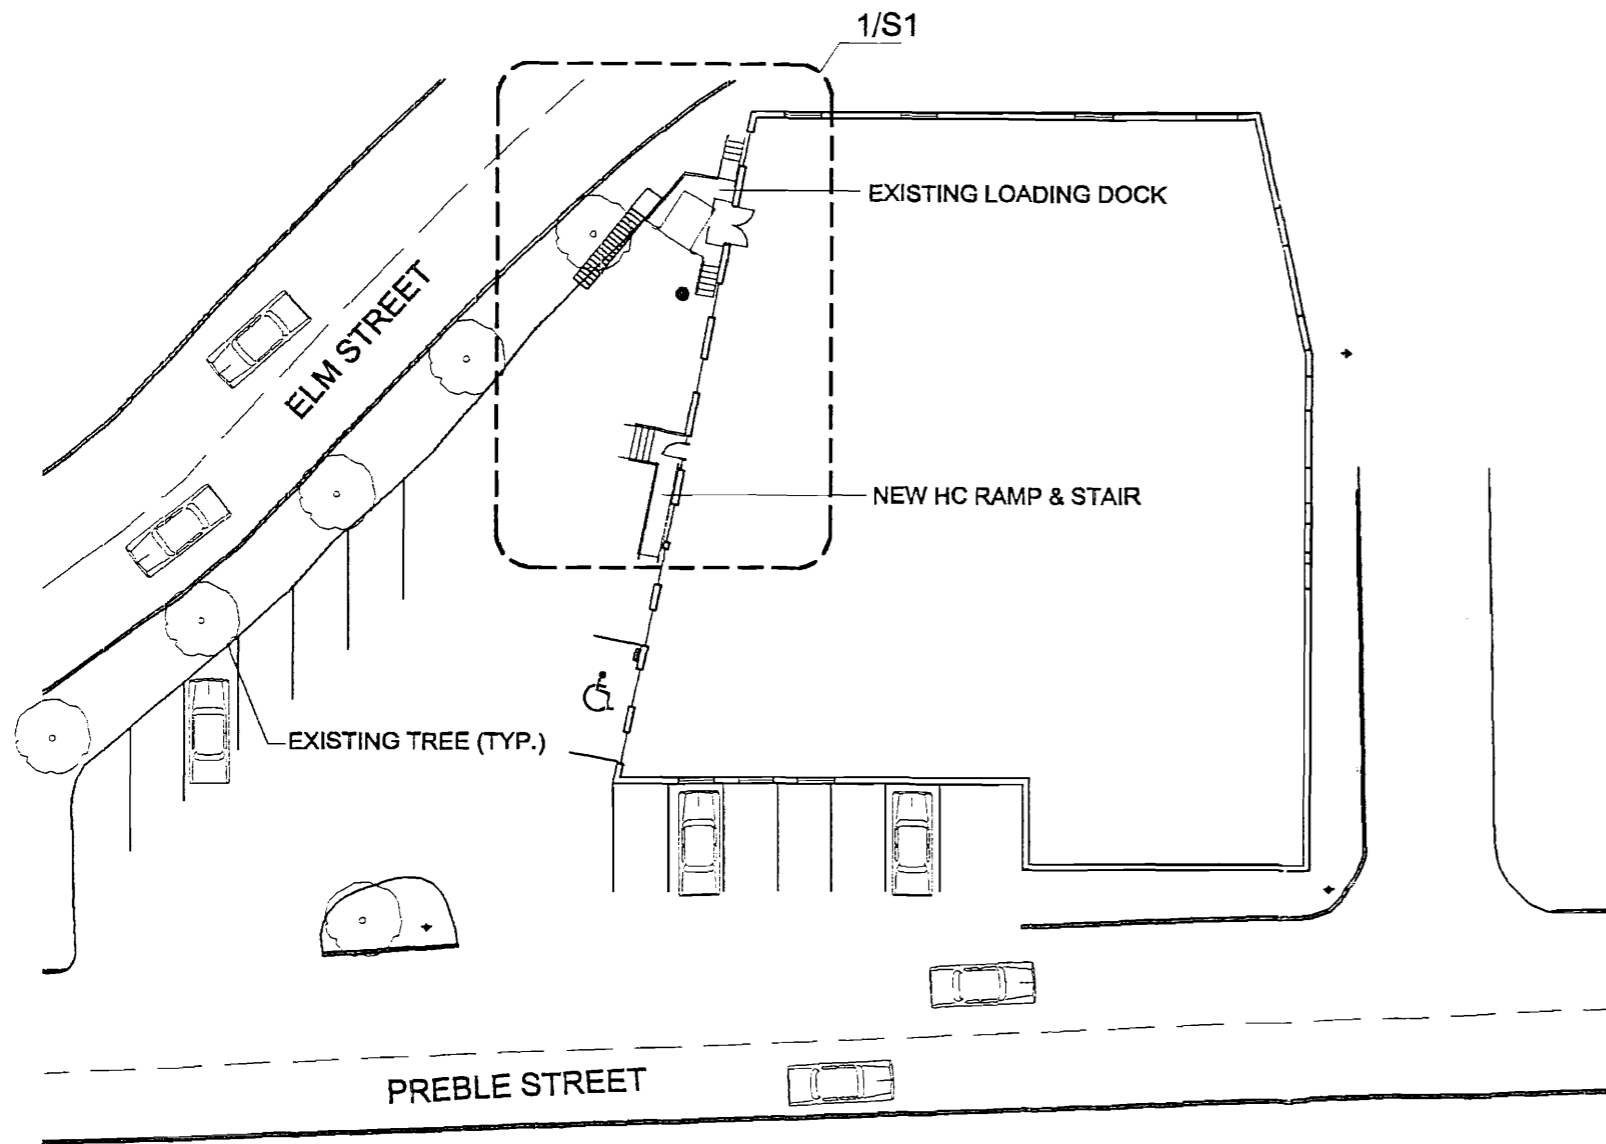 1/S1
EXISTING LOADING DOCK
ELM STREET
NEW HC RAMP & STAIR
EXISTING TREE (TYP.)
PREBLE STREET